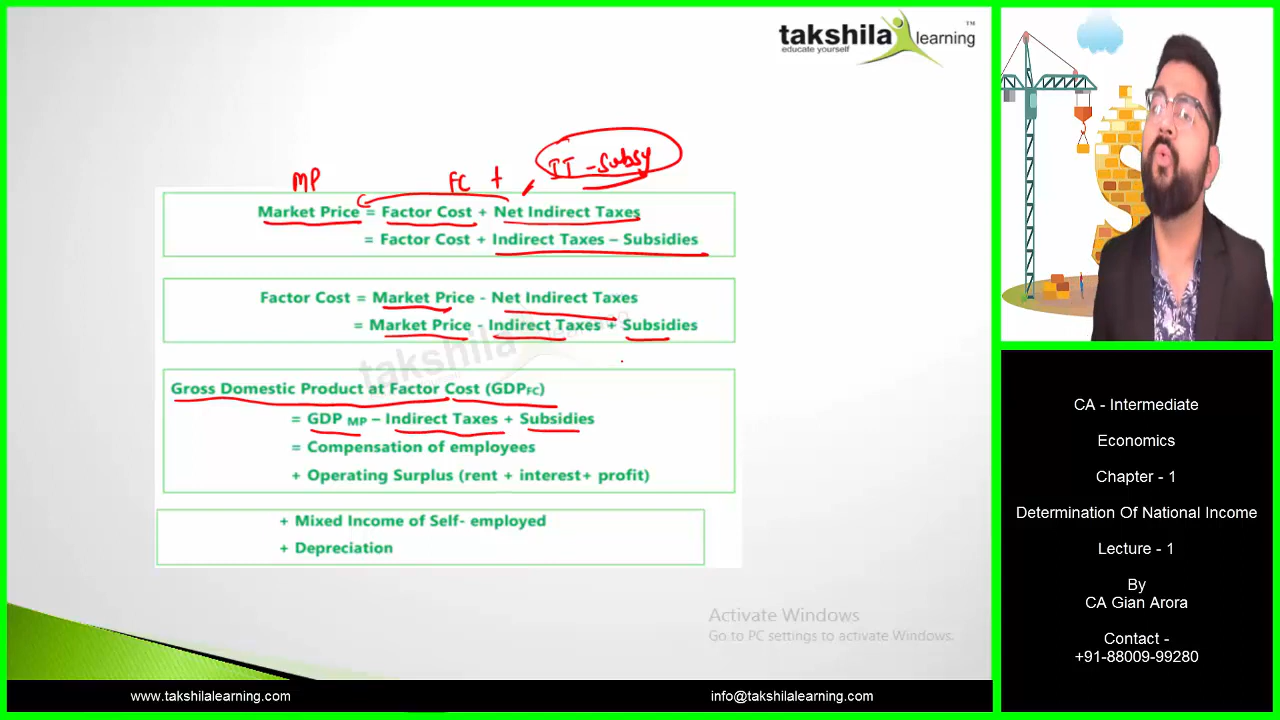 takshila learning
TM
educate yourself
IT - Subsy
MP FC +
Market Price = Factor Cost + Net Indirect Taxes
= Factor Cost + Indirect Taxes – Subsidies
Factor Cost = Market Price - Net Indirect Taxes
= Market Price - Indirect Taxes + Subsidies
takshila learning
Gross Domestic Product at Factor Cost (GDPFC)
= GDP MP – Indirect Taxes + Subsidies
= Compensation of employees
+ Operating Surplus (rent + interest+ profit)
+ Mixed Income of Self- employed
+ Depreciation
Activate Windows
Go to PC settings to activate Windows.
www.takshilalearning.com
info@takshilalearning.com
CA - Intermediate
Economics
Chapter - 1
Determination Of National Income
Lecture - 1
By
CA Gian Arora
Contact -
+91-88009-99280